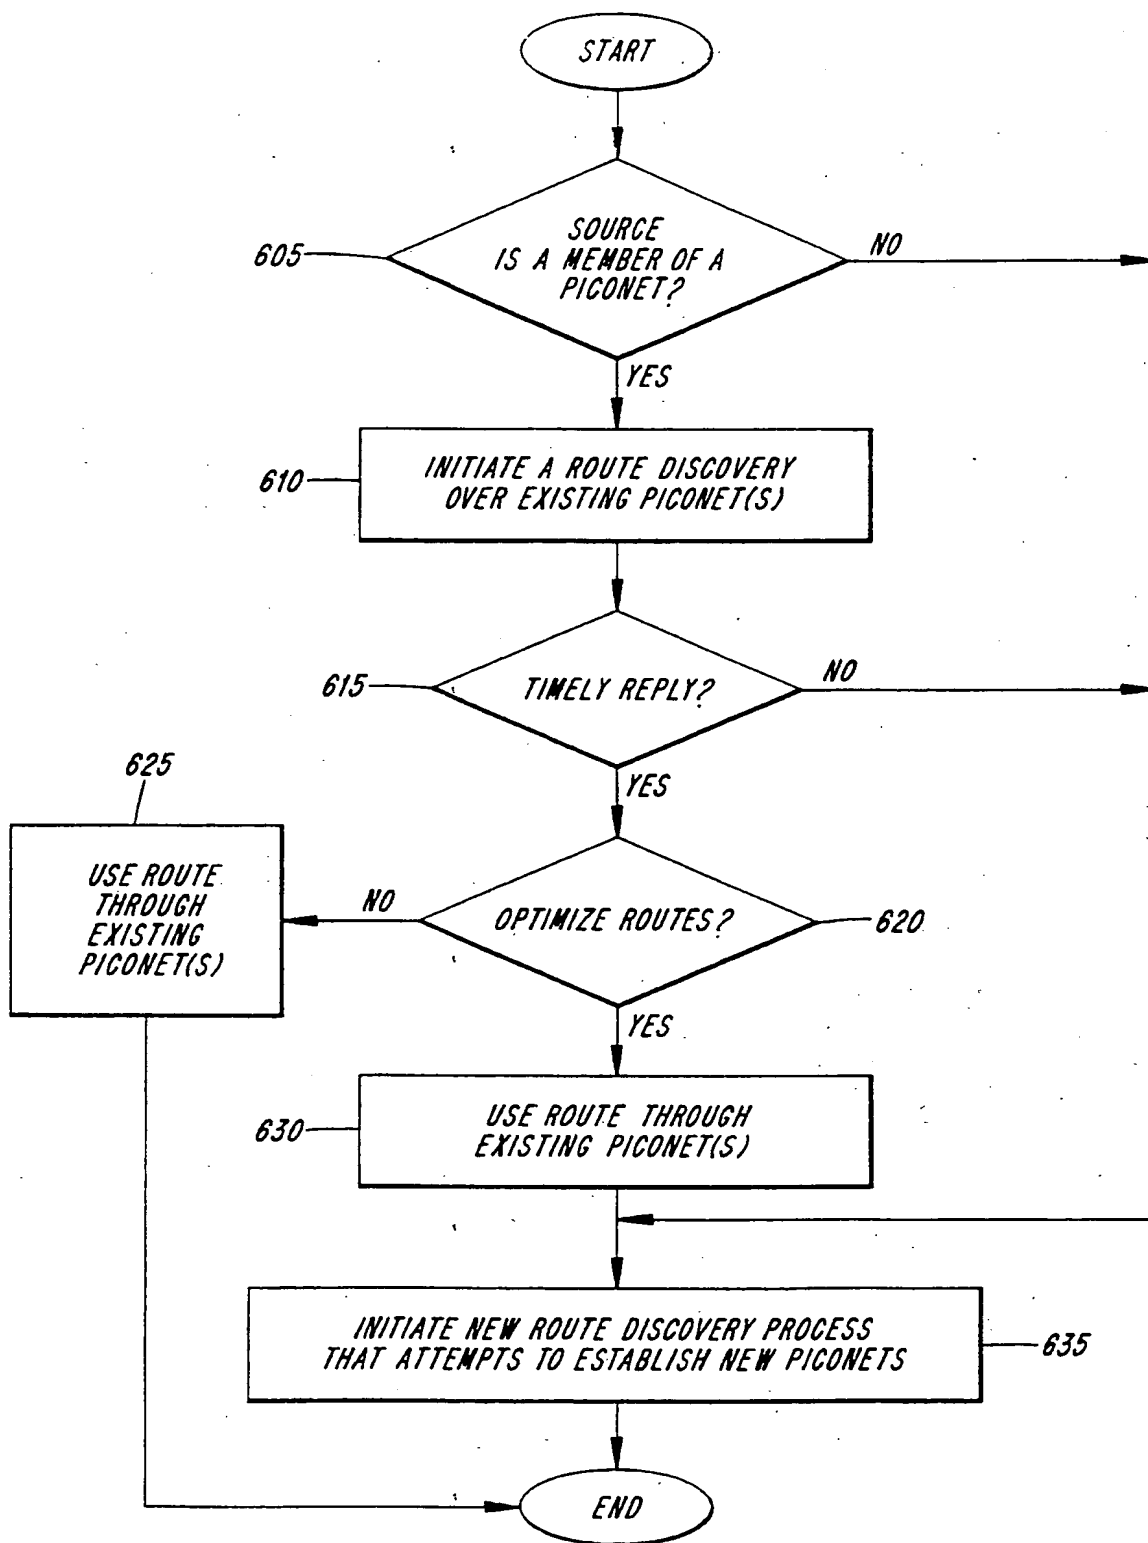 START
SOURCE
IS A MEMBER OF A
PICONET?
605
NO
YES
INITIATE A ROUTE DISCOVERY
OVER EXISTING PICONET(S)
610
TIMELY REPLY?
615
NO
YES
625
USE ROUTE
THROUGH
EXISTING
PICONET(S)
NO
OPTIMIZE ROUTES?
620
YES
USE ROUTE THROUGH
EXISTING PICONET(S)
630
INITIATE NEW ROUTE DISCOVERY PROCESS
THAT ATTEMPTS TO ESTABLISH NEW PICONETS
635
END